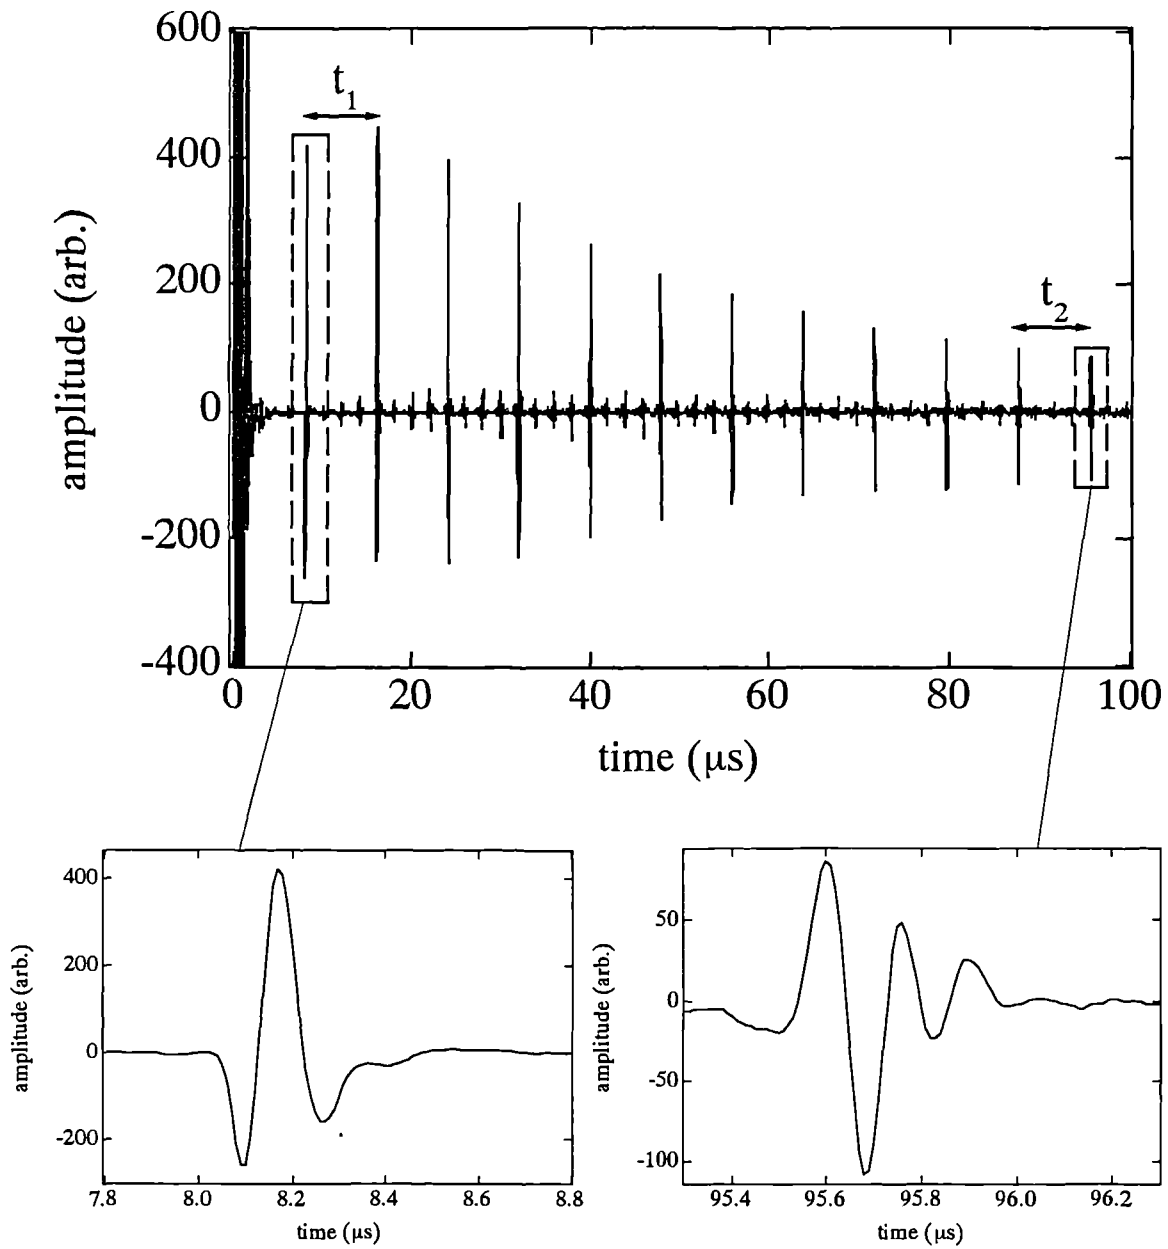 600
400
200
0
-200
-400
amplitude (arb.)
t1
t2
0 20 40 60 80 100
time (μs)
400
200
0
-200
amplitude (arb.)
7.8 8.0 8.2 8.4 8.6 8.8
time (μs)
50
0
-50
-100
amplitude (arb.)
95.4 95.6 95.8 96.0 96.2
time (μs)